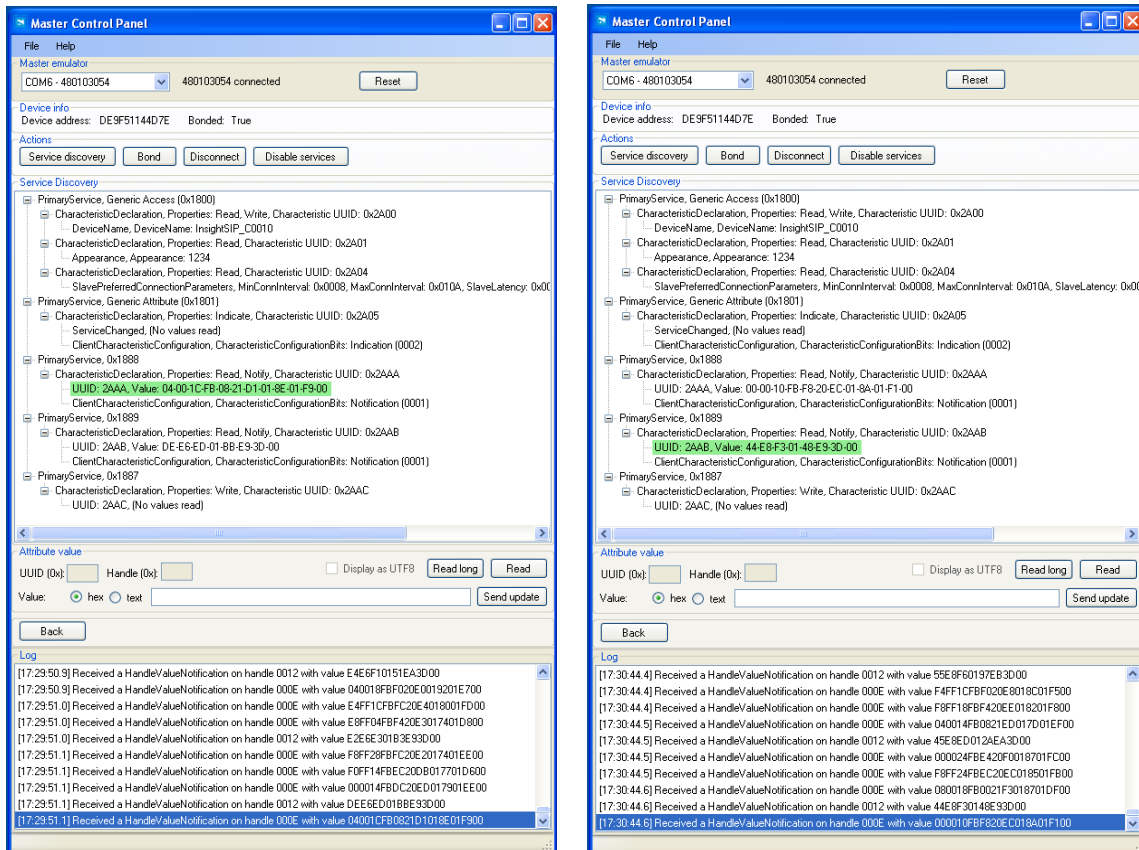 Master Control Panel
File Help
Master emulator
COM6 - 480103054 480103054 connected Reset
Device info
Device address: DE9F51144D7E Bonded: True
Actions
Service discovery Bond Disconnect Disable services
Service Discovery
PrimaryService, Generic Access (0x1800)
CharacteristicDeclaration, Properties: Read, Write, Characteristic UUID: 0x2A00
DeviceName, DeviceName: InsightSIP_C0010
CharacteristicDeclaration, Properties: Read, Characteristic UUID: 0x2A01
Appearance, Appearance: 1234
CharacteristicDeclaration, Properties: Read, Characteristic UUID: 0x2A04
SlavePreferredConnectionParameters, MinConnInterval: 0x0008, MaxConnInterval: 0x010A, SlaveLatency: 0x00
PrimaryService, Generic Attribute (0x1801)
CharacteristicDeclaration, Properties: Indicate, Characteristic UUID: 0x2A05
ServiceChanged, (No values read)
ClientCharacteristicConfiguration, CharacteristicConfigurationBits: Indication (0002)
PrimaryService, 0x1888
CharacteristicDeclaration, Properties: Read, Notify, Characteristic UUID: 0x2AAA
UUID: 2AAA, Value: 04-00-1C-FB-08-21-D1-01-8E-01-F9-00
ClientCharacteristicConfiguration, CharacteristicConfigurationBits: Notification (0001)
PrimaryService, 0x1889
CharacteristicDeclaration, Properties: Read, Notify, Characteristic UUID: 0x2AAB
UUID: 2AAB, Value: DE-E6-ED-01-BB-E9-3D-00
ClientCharacteristicConfiguration, CharacteristicConfigurationBits: Notification (0001)
PrimaryService, 0x1887
CharacteristicDeclaration, Properties: Write, Characteristic UUID: 0x2AAC
UUID: 2AAC, (No values read)
Attribute value
UUID (0x): Handle (0x): Display as UTF8 Read long Read
Value: hex text Send update
Back
Log
[17:29:50.9] Received a HandleValueNotification on handle 0012 with value E4E6F10151EA3D00
[17:29:50.9] Received a HandleValueNotification on handle 000E with value 040018FBF020E0019201E700
[17:29:51.0] Received a HandleValueNotification on handle 000E with value E4FF1CFBFC20E4018001FD00
[17:29:51.0] Received a HandleValueNotification on handle 000E with value E8FF04FBF420E3017401D800
[17:29:51.0] Received a HandleValueNotification on handle 0012 with value E2E6E301B3E93D00
[17:29:51.1] Received a HandleValueNotification on handle 000E with value F8FF28FBFC20E2017401EE00
[17:29:51.1] Received a HandleValueNotification on handle 000E with value F0FF14FBEC20DB017701D600
[17:29:51.1] Received a HandleValueNotification on handle 000E with value 000014FBDC20ED017901EE00
[17:29:51.1] Received a HandleValueNotification on handle 0012 with value DEE6ED01BBE93D00
[17:29:51.1] Received a HandleValueNotification on handle 000E with value 04001CFB0821D1018E01F900
Master Control Panel
File Help
Master emulator
COM6 - 480103054 480103054 connected Reset
Device info
Device address: DE9F51144D7E Bonded: True
Actions
Service discovery Bond Disconnect Disable services
Service Discovery
PrimaryService, Generic Access (0x1800)
CharacteristicDeclaration, Properties: Read, Write, Characteristic UUID: 0x2A00
DeviceName, DeviceName: InsightSIP_C0010
CharacteristicDeclaration, Properties: Read, Characteristic UUID: 0x2A01
Appearance, Appearance: 1234
CharacteristicDeclaration, Properties: Read, Characteristic UUID: 0x2A04
SlavePreferredConnectionParameters, MinConnInterval: 0x0008, MaxConnInterval: 0x010A, SlaveLatency: 0x00
PrimaryService, Generic Attribute (0x1801)
CharacteristicDeclaration, Properties: Indicate, Characteristic UUID: 0x2A05
ServiceChanged, (No values read)
ClientCharacteristicConfiguration, CharacteristicConfigurationBits: Indication (0002)
PrimaryService, 0x1888
CharacteristicDeclaration, Properties: Read, Notify, Characteristic UUID: 0x2AAA
UUID: 2AAA, Value: 00-00-10-FB-F8-20-EC-01-8A-01-F1-00
ClientCharacteristicConfiguration, CharacteristicConfigurationBits: Notification (0001)
PrimaryService, 0x1889
CharacteristicDeclaration, Properties: Read, Notify, Characteristic UUID: 0x2AAB
UUID: 2AAB, Value: 44-E8-F3-01-48-E9-3D-00
ClientCharacteristicConfiguration, CharacteristicConfigurationBits: Notification (0001)
PrimaryService, 0x1887
CharacteristicDeclaration, Properties: Write, Characteristic UUID: 0x2AAC
UUID: 2AAC, (No values read)
Attribute value
UUID (0x): Handle (0x): Display as UTF8 Read long Read
Value: hex text Send update
Back
Log
[17:30:44.4] Received a HandleValueNotification on handle 0012 with value 55E8F60197EB3D00
[17:30:44.4] Received a HandleValueNotification on handle 000E with value F4FF1CFBF020E8018C01F500
[17:30:44.4] Received a HandleValueNotification on handle 000E with value F8FF18FBF420EE018201F800
[17:30:44.5] Received a HandleValueNotification on handle 000E with value 040014FB0821ED017D01EF00
[17:30:44.5] Received a HandleValueNotification on handle 0012 with value 45E8ED012AEA3D00
[17:30:44.5] Received a HandleValueNotification on handle 000E with value 000024FBE420F0018701FC00
[17:30:44.5] Received a HandleValueNotification on handle 000E with value F8FF24FBEC20EC018501FB00
[17:30:44.6] Received a HandleValueNotification on handle 000E with value 080018FB0021F3018701DF00
[17:30:44.6] Received a HandleValueNotification on handle 0012 with value 44E8F30148E93D00
[17:30:44.6] Received a HandleValueNotification on handle 000E with value 000010FBF820EC018A01F100